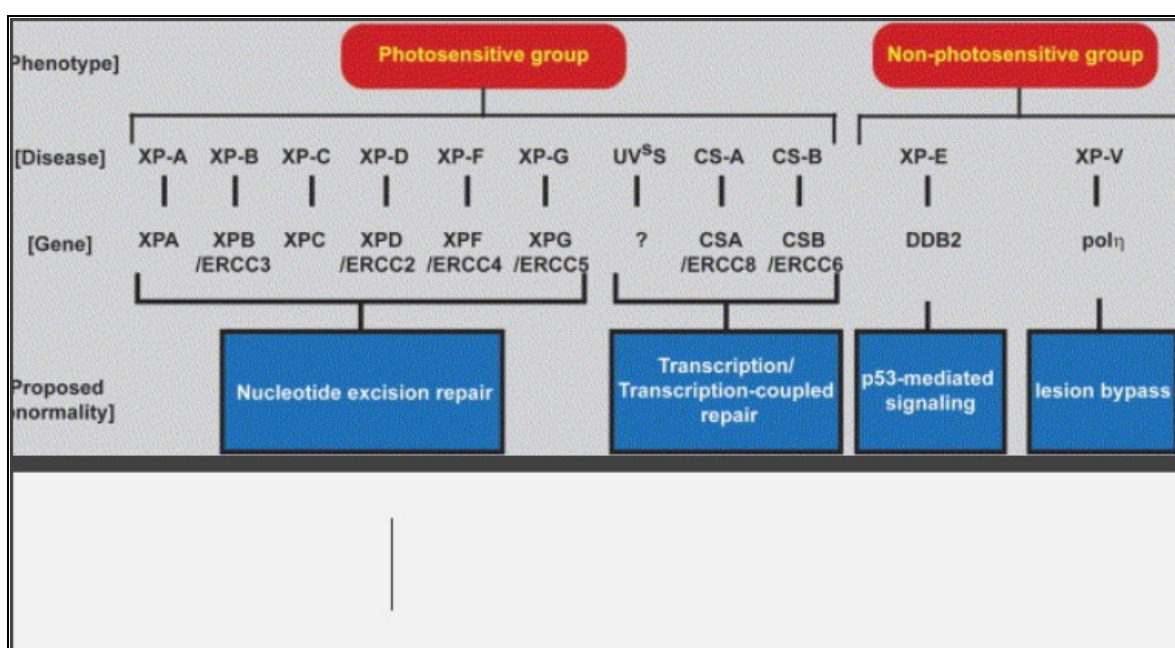 Photosensitive group Non-photosensitive group
Phenotype]
[Disease] XP-A XP-B XP-C XP-D XP-F XP-G UVˢS CS-A CS-B XP-E XP-V
[Gene] XPA XPB XPC XPD XPF XPG ? CSA CSB DDB2 polη
/ERCC3 /ERCC2 /ERCC4 /ERCC5 /ERCC8 /ERCC6
Proposed
normality]
Nucleotide excision repair
Transcription/
Transcription-coupled
repair
p53-mediated
signaling
lesion bypass